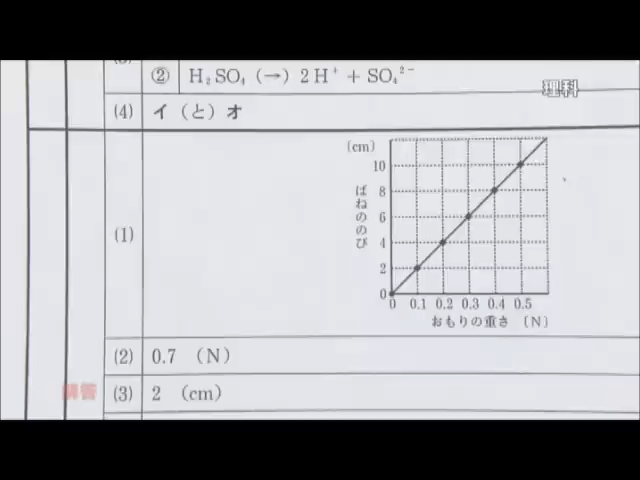 ② H₂SO₄ (→) 2H⁺ + SO₄²⁻
理科
(4) イ (と) オ
(1)
(cm)
ばねののび
10
8
6
4
2
0
0 0.1 0.2 0.3 0.4 0.5
おもりの重さ 〔N〕
(2) 0.7 (N)
解答
(3) 2 (cm)